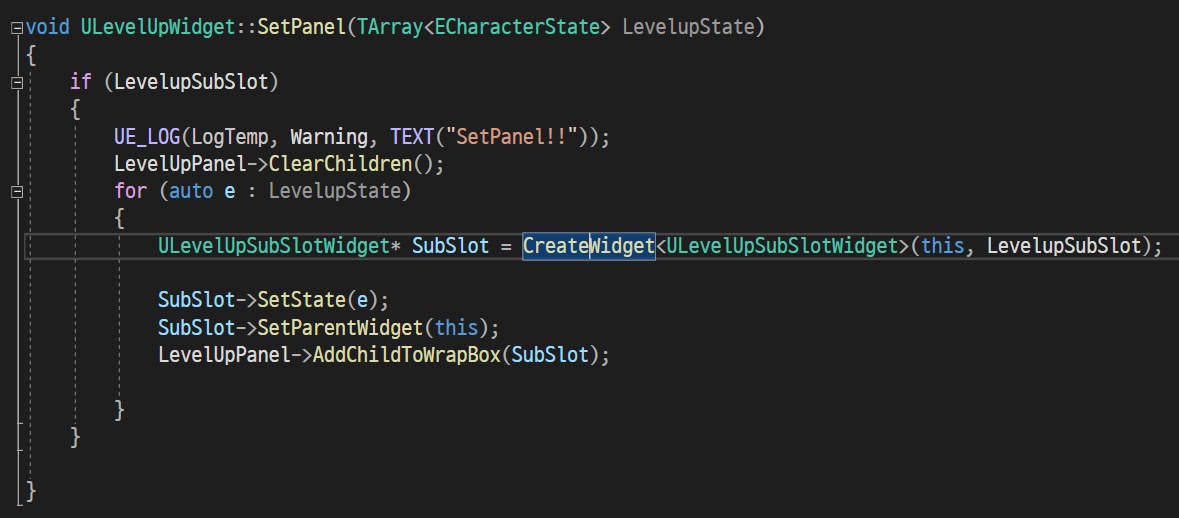 void ULevelUpWidget::SetPanel(TArray<ECharacterState> LevelupState)
{
if (LevelupSubSlot)
{
UE_LOG(LogTemp, Warning, TEXT("SetPanel!!"));
LevelUpPanel->ClearChildren();
for (auto e : LevelupState)
{
ULevelUpSubSlotWidget* SubSlot = CreateWidget<ULevelUpSubSlotWidget>(this, LevelupSubSlot);
SubSlot->SetState(e);
SubSlot->SetParentWidget(this);
LevelUpPanel->AddChildToWrapBox(SubSlot);
}
}
}